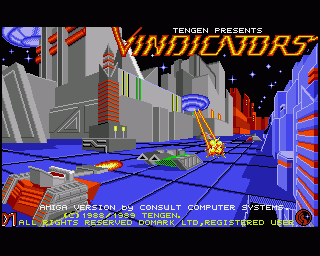 TENGEN PRESENTS
VINDICATORS
AMIGA VERSION BY CONSULT COMPUTER SYSTEMS.
(C)1988/1989 TENGEN.
ALL RIGHTS RESERVED DOMARK LTD,REGISTERED USER